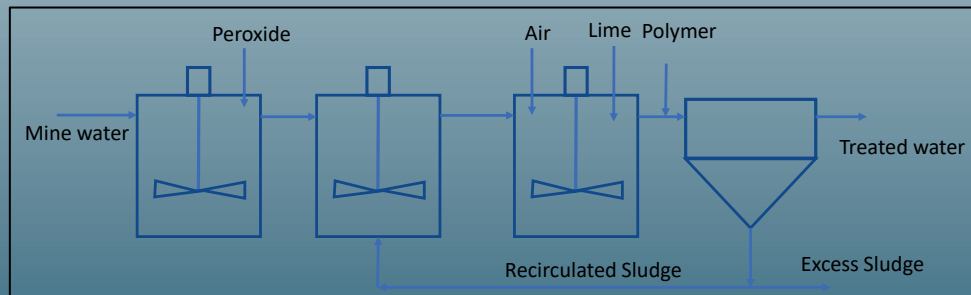 Peroxide
Air
Lime
Polymer
Mine water
Treated water
Recirculated Sludge
Excess Sludge